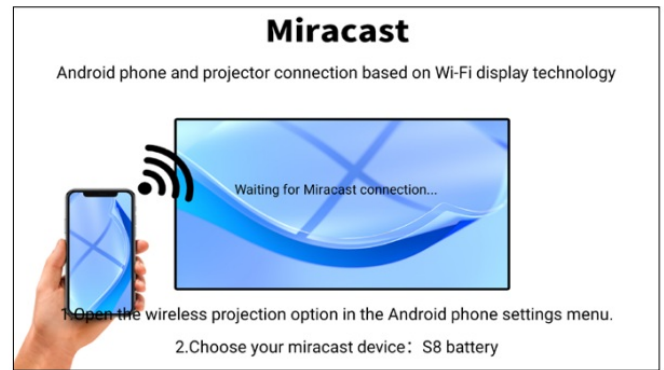 Miracast
Android phone and projector connection based on Wi-Fi display technology
Waiting for Miracast connection...
1.Open the wireless projection option in the Android phone settings menu.
2.Choose your miracast device：S8 battery